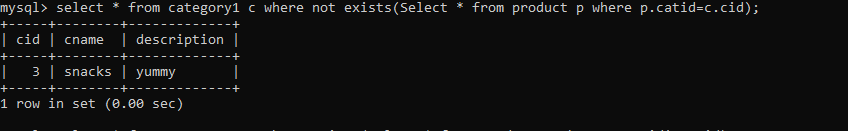 mysql> select * from category1 c where not exists(Select * from product p where p.catid=c.cid);
+-----+--------+-------------+
| cid | cname | description |
+-----+--------+-------------+
| 3 | snacks | yummy |
+-----+--------+-------------+
1 row in set (0.00 sec)